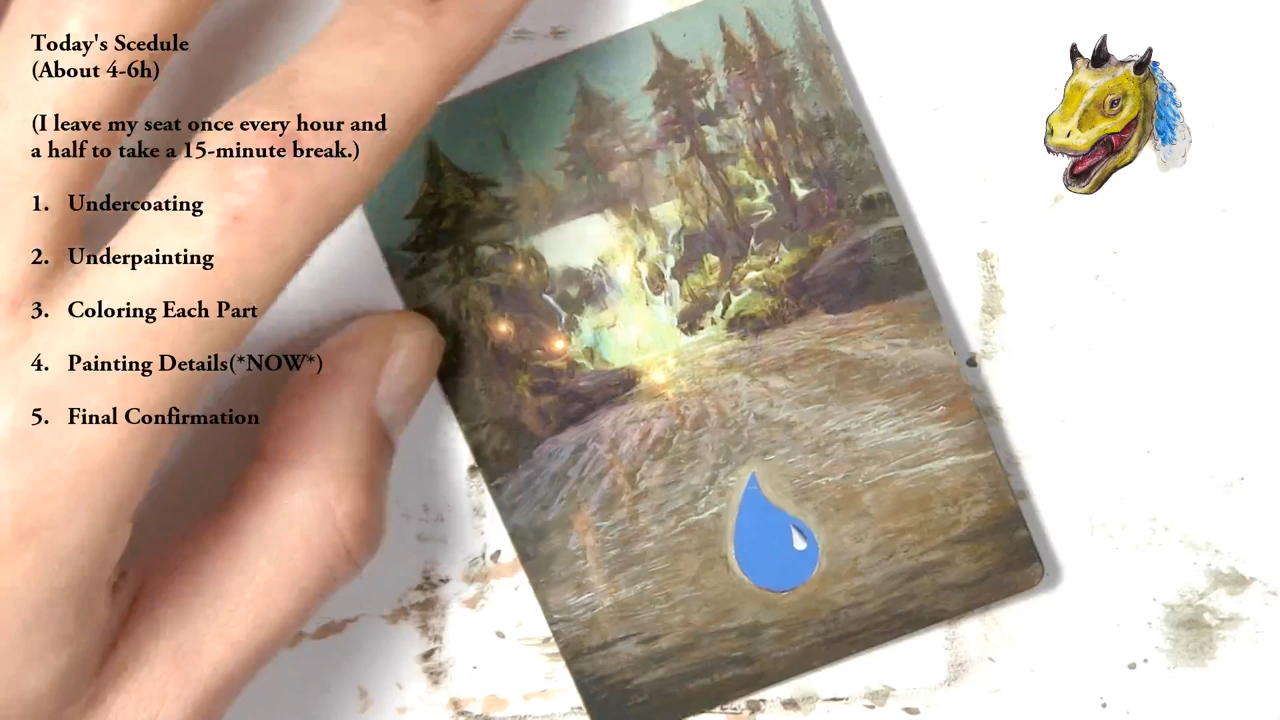 Today's Scedule
(About 4-6h)
(I leave my seat once every hour and
a half to take a 15-minute break.)
1. Undercoating
2. Underpainting
3. Coloring Each Part
4. Painting Details(*NOW*)
5. Final Confirmation